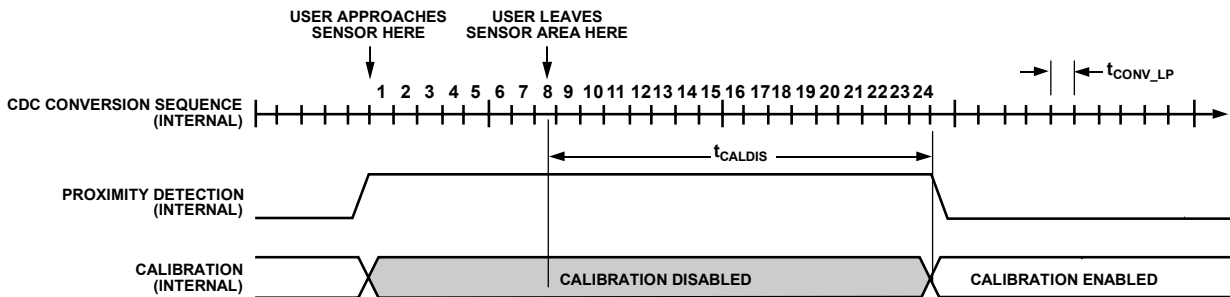 USER APPROACHES
SENSOR HERE
USER LEAVES
SENSOR AREA HERE
tCONV_LP
1 2 3 4 5 6 7 8 9 10 11 12 13 14 15 16 17 18 19 20 21 22 23 24
CDC CONVERSION SEQUENCE
(INTERNAL)
tCALDIS
PROXIMITY DETECTION
(INTERNAL)
CALIBRATION
(INTERNAL)
CALIBRATION DISABLED
CALIBRATION ENABLED